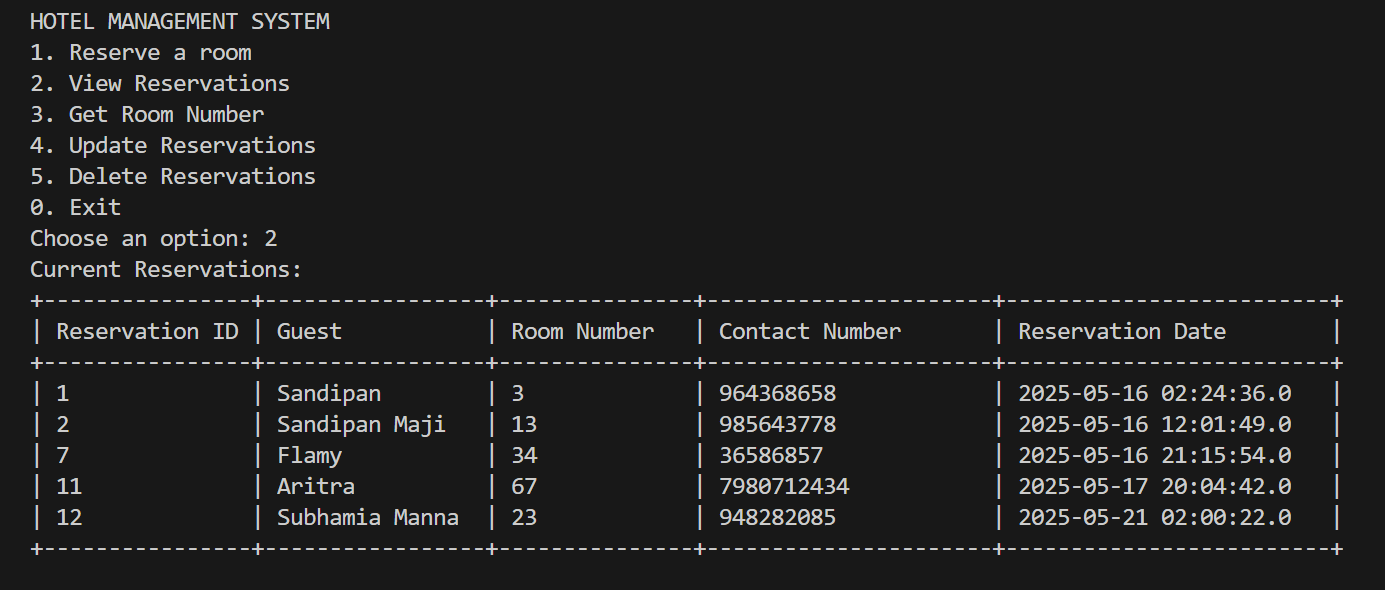 HOTEL MANAGEMENT SYSTEM
1. Reserve a room
2. View Reservations
3. Get Room Number
4. Update Reservations
5. Delete Reservations
0. Exit
Choose an option: 2
Current Reservations:
+----------------+-----------------+---------------+----------------------+-------------------------+
| Reservation ID | Guest           | Room Number   | Contact Number       | Reservation Date        |
+----------------+-----------------+---------------+----------------------+-------------------------+
| 1              | Sandipan        | 3             | 964368658            | 2025-05-16 02:24:36.0   |
| 2              | Sandipan Maji   | 13            | 985643778            | 2025-05-16 12:01:49.0   |
| 7              | Flamy           | 34            | 36586857             | 2025-05-16 21:15:54.0   |
| 11             | Aritra          | 67            | 7980712434           | 2025-05-17 20:04:42.0   |
| 12             | Subhamia Manna  | 23            | 948282085            | 2025-05-21 02:00:22.0   |
+----------------+-----------------+---------------+----------------------+-------------------------+